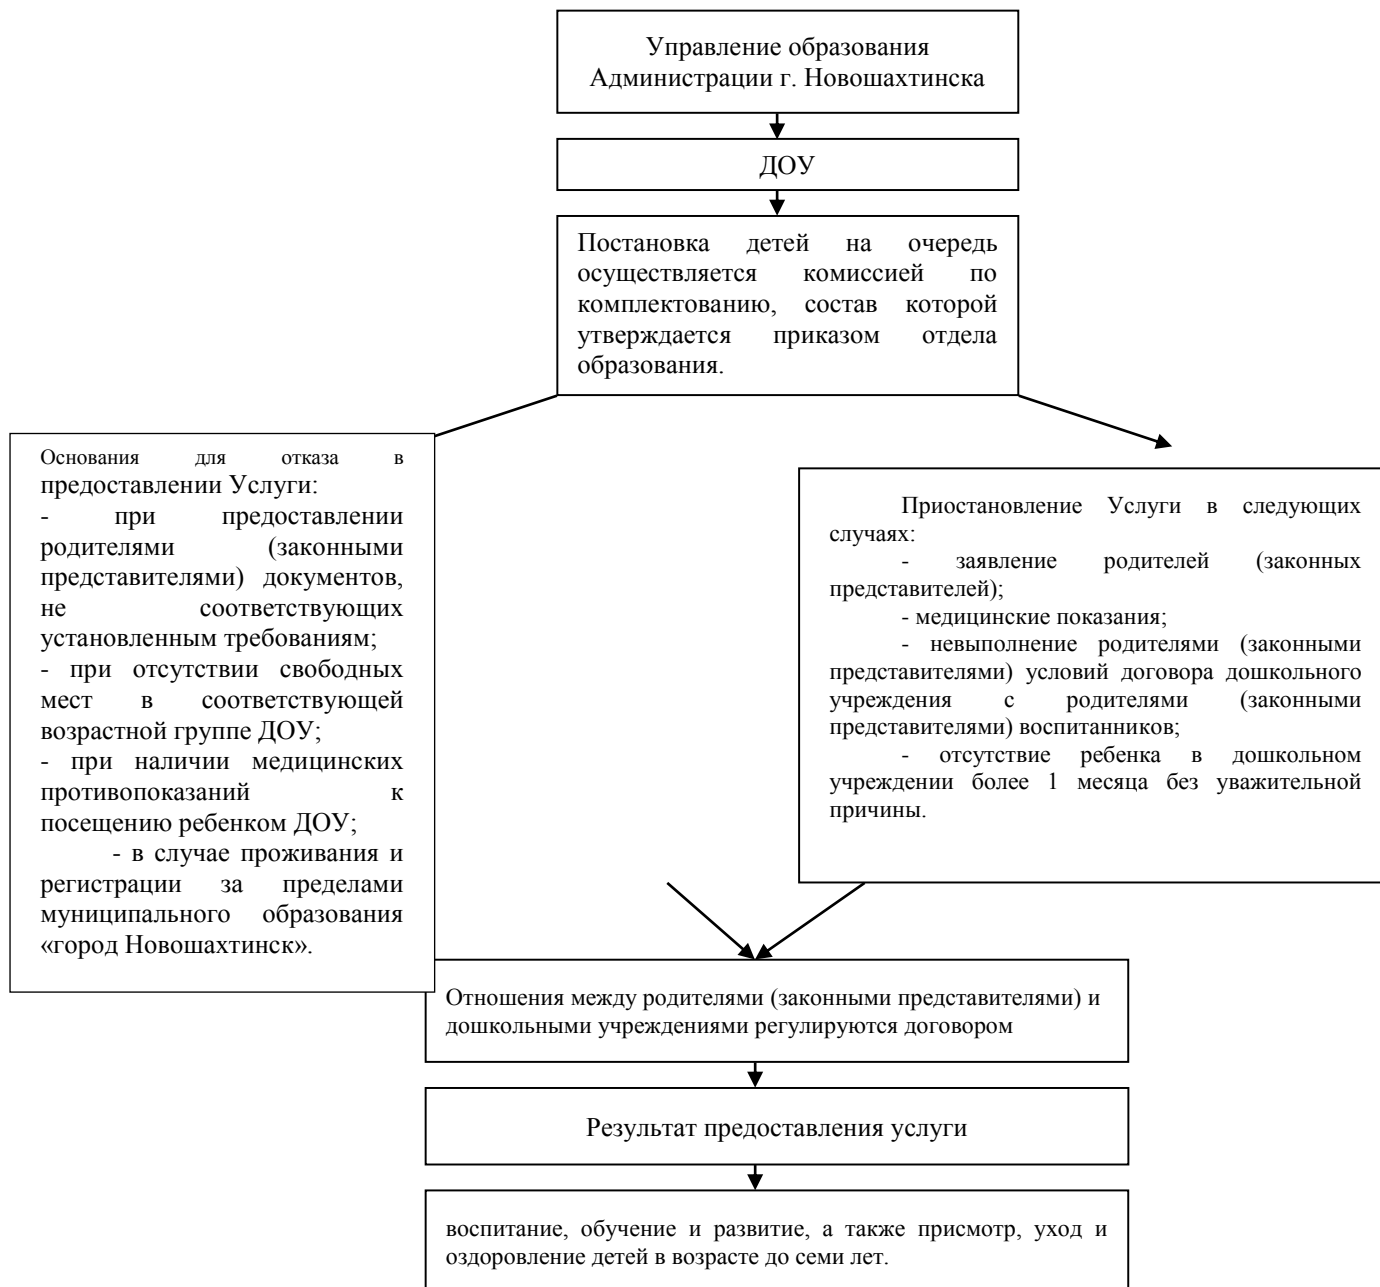 Управление образования
Администрации г. Новошахтинска
ДОУ
Постановка детей на очередь
осуществляется комиссией по
комплектованию, состав которой
утверждается приказом отдела
образования.
Основания для отказа в
предоставлении Услуги:
- при предоставлении
родителями (законными
представителями) документов,
не соответствующих
установленным требованиям;
- при отсутствии свободных
мест в соответствующей
возрастной группе ДОУ;
- при наличии медицинских
противопоказаний к
посещению ребенком ДОУ;
- в случае проживания и
регистрации за пределами
муниципального образования
«город Новошахтинск».
Приостановление Услуги в следующих
случаях:
- заявление родителей (законных
представителей);
- медицинские показания;
- невыполнение родителями (законными
представителями) условий договора дошкольного
учреждения с родителями (законными
представителями) воспитанников;
- отсутствие ребенка в дошкольном
учреждении более 1 месяца без уважительной
причины.
Отношения между родителями (законными представителями) и
дошкольными учреждениями регулируются договором
Результат предоставления услуги
воспитание, обучение и развитие, а также присмотр, уход и
оздоровление детей в возрасте до семи лет.